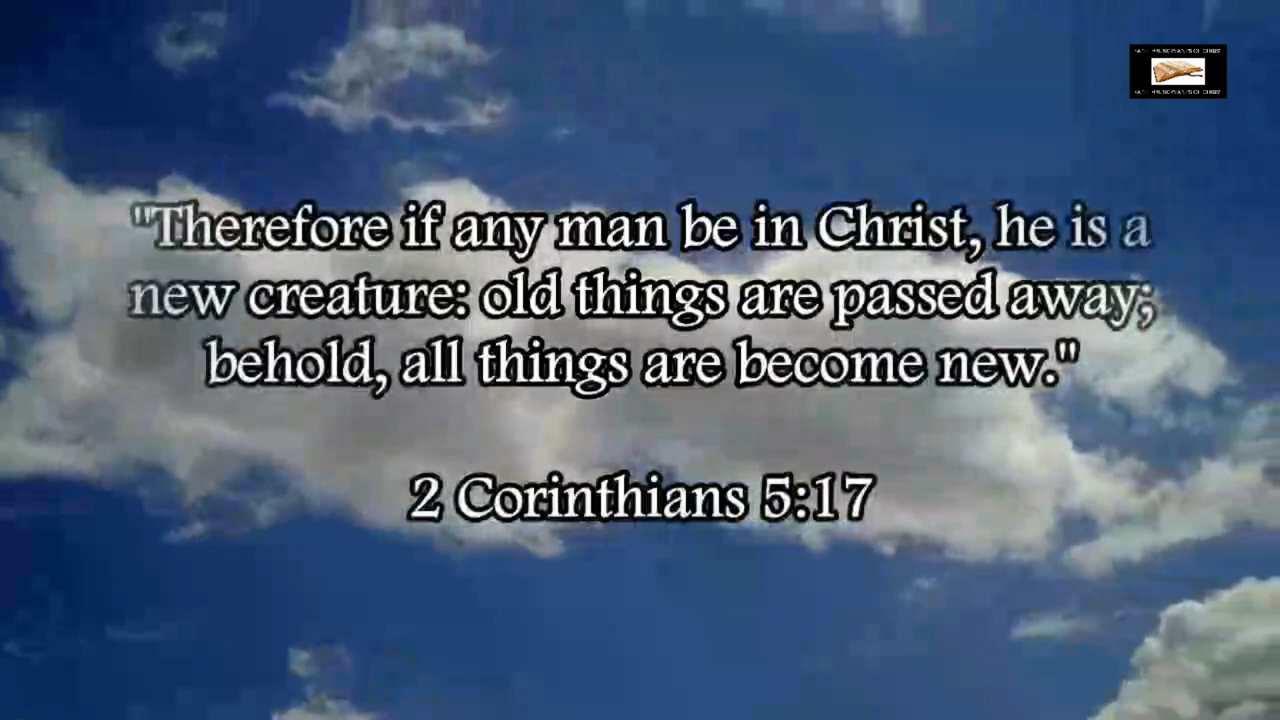 "Therefore if any man be in Christ, he is a
new creature: old things are passed away;
behold, all things are become new."
2 Corinthians 5:17